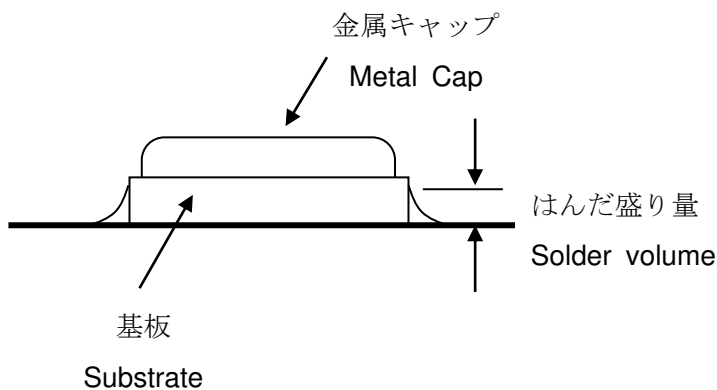 金属キャップ
Metal Cap
はんだ盛り量
Solder volume
基板
Substrate